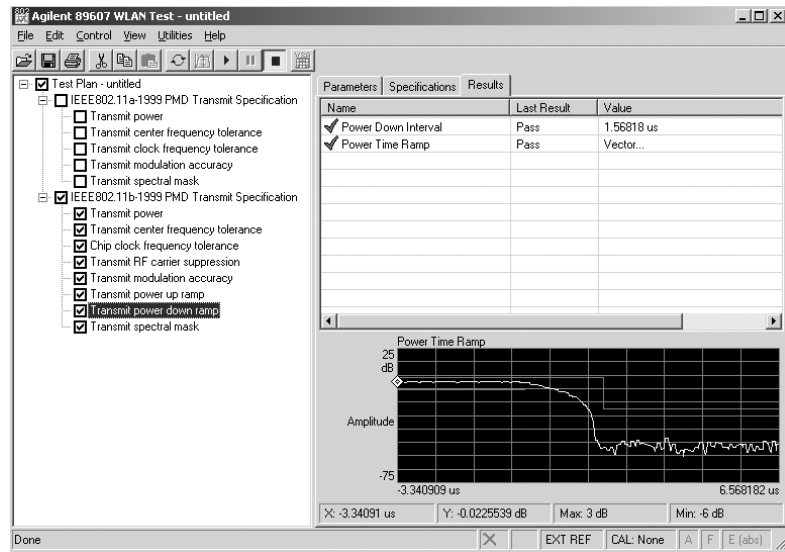 802
Agilent 89607 WLAN Test - untitled
File Edit Control View Utilities Help
Test Plan - untitled
IEEE802.11a-1999 PMD Transmit Specification
Transmit power
Transmit center frequency tolerance
Transmit clock frequency tolerance
Transmit modulation accuracy
Transmit spectral mask
IEEE802.11b-1999 PMD Transmit Specification
Transmit power
Transmit center frequency tolerance
Chip clock frequency tolerance
Transmit RF carrier suppression
Transmit modulation accuracy
Transmit power up ramp
Transmit power down ramp
Transmit spectral mask
Parameters Specifications Results
Name Last Result Value
Power Down Interval Pass 1.56818 us
Power Time Ramp Pass Vector...
Power Time Ramp
25
dB
Amplitude
-75
-3.340909 us 6.568182 us
X: -3.34091 us Y: -0.0225539 dB Max: 3 dB Min: -6 dB
Done EXT REF CAL: None A F E (abs)